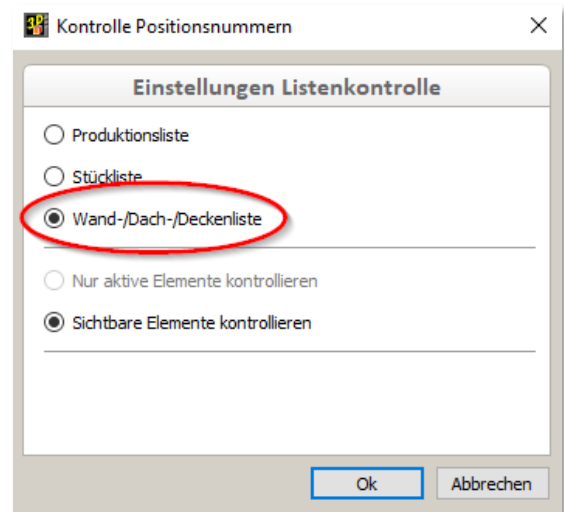 Kontrolle Positionsnummern
Einstellungen Listenkontrolle
Produktionsliste
Stückliste
Wand-/Dach-/Deckenliste
Nur aktive Elemente kontrollieren
Sichtbare Elemente kontrollieren
Ok Abbrechen